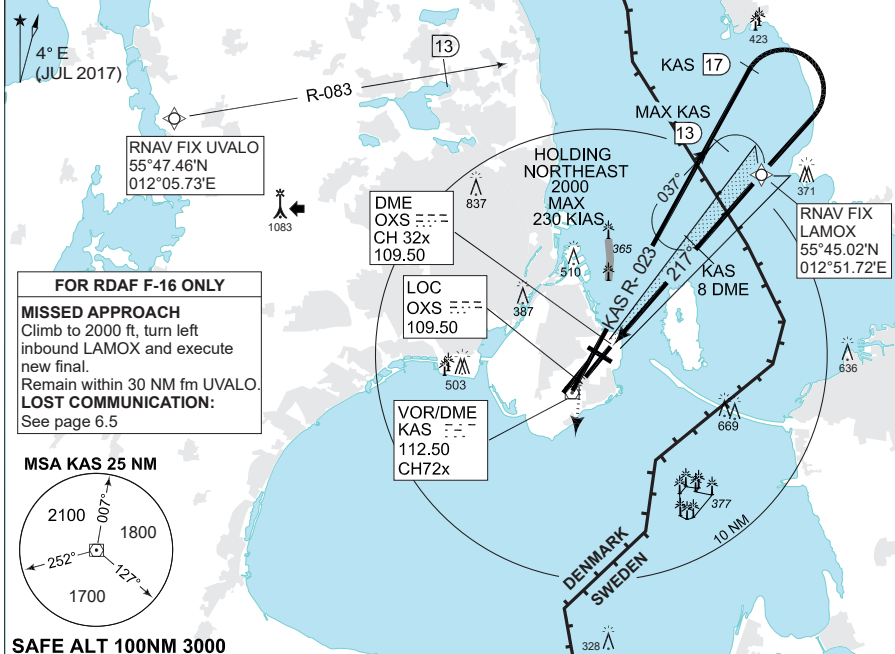 4° E
(JUL 2017)
13
R-083
RNAV FIX UVALO
55°47.46'N
012°05.73'E
1083
837
423
KAS 17
MAX KAS
13
HOLDING
NORTHEAST
2000
MAX
230 KIAS
037°
371
RNAV FIX
LAMOX
55°45.02'N
012°51.72'E
DME
OXS
CH 32x
109.50
365
510
KAS R- 023
217°
KAS
8 DME
LOC
OXS
109.50
387
FOR RDAF F-16 ONLY
MISSED APPROACH
Climb to 2000 ft, turn left
inbound LAMOX and execute
new final.
Remain within 30 NM fm UVALO.
LOST COMMUNICATION:
See page 6.5
503
636
VOR/DME
KAS
112.50
CH72x
669
377
10 NM
DENMARK
SWEDEN
328
MSA KAS 25 NM
2100
007°
1800
252°
127°
1700
SAFE ALT 100NM 3000